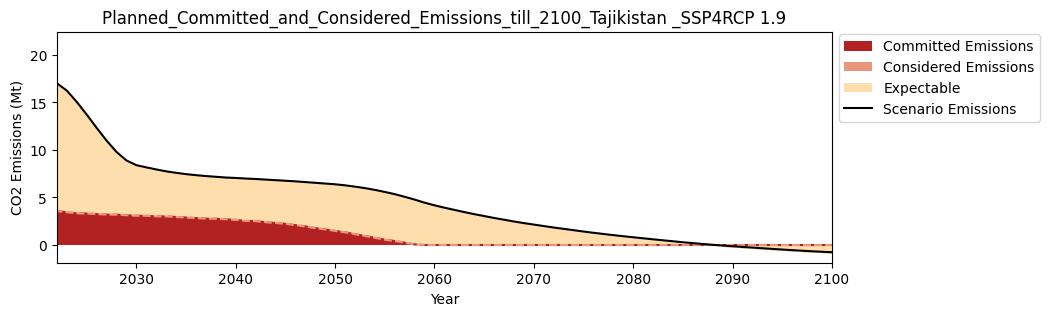 Planned_Committed_and_Considered_Emissions_till_2100_Tajikistan _SSP4RCP 1.9
Committed Emissions
Considered Emissions
Expectable
Scenario Emissions
CO2 Emissions (Mt)
20
15
10
5
0
2030 2040 2050 2060 2070 2080 2090 2100
Year